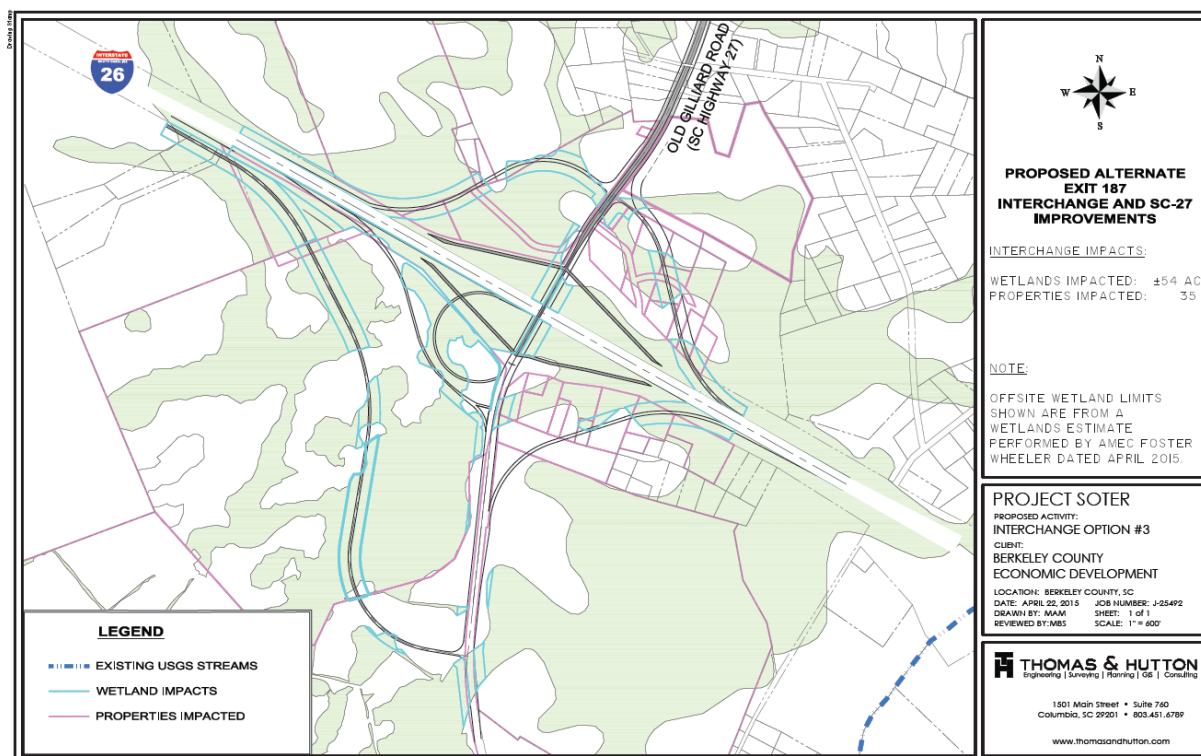 INTERSTATE
26
OLD GILLIARD ROAD
(SC HIGHWAY 27)
LEGEND
EXISTING USGS STREAMS
WETLAND IMPACTS
PROPERTIES IMPACTED
N
W E
S
PROPOSED ALTERNATE
EXIT 187
INTERCHANGE AND SC-27
IMPROVEMENTS
INTERCHANGE IMPACTS:
WETLANDS IMPACTED: ±54 AC
PROPERTIES IMPACTED: 35
NOTE:
OFFSITE WETLAND LIMITS
SHOWN ARE FROM A
WETLANDS ESTIMATE
PERFORMED BY AMEC FOSTER
WHEELER DATED APRIL 2015.
PROJECT SOTER
PROPOSED ACTIVITY:
INTERCHANGE OPTION #3
CLIENT:
BERKELEY COUNTY
ECONOMIC DEVELOPMENT
LOCATION: BERKELEY COUNTY, SC
DATE: APRIL 22, 2015 JOB NUMBER: J-25492
DRAWN BY: MAM SHEET: 1 of 1
REVIEWED BY:MBS SCALE: 1" = 600'
TH THOMAS & HUTTON
Engineering | Surveying | Planning | GIS | Consulting
1501 Main Street • Suite 760
Columbia, SC 29201 • 803.451.6789
www.thomasandhutton.com